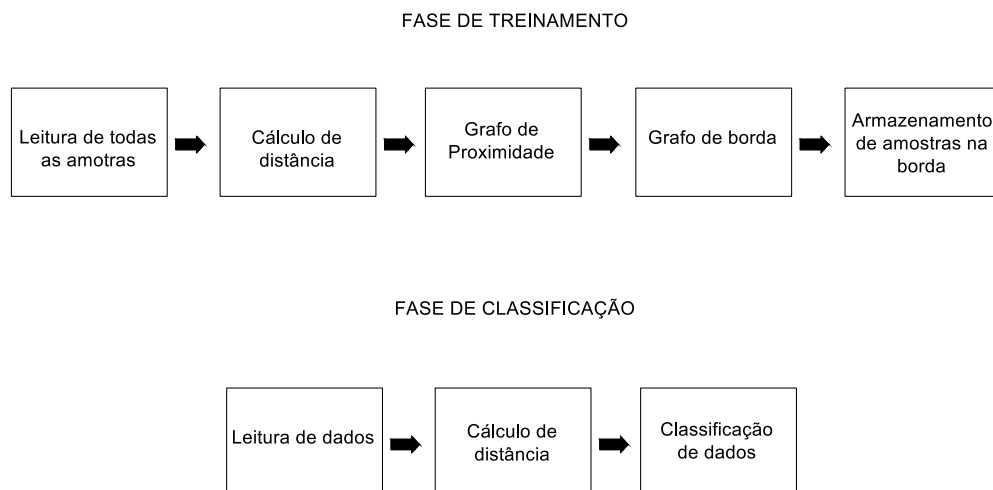 FASE DE TREINAMENTO
Leitura de todas
as amotras
Cálculo de
distância
Grafo de
Proximidade
Grafo de borda
Armazenamento
de amostras na
borda
FASE DE CLASSIFICAÇÃO
Leitura de dados
Cálculo de
distância
Classificação
de dados